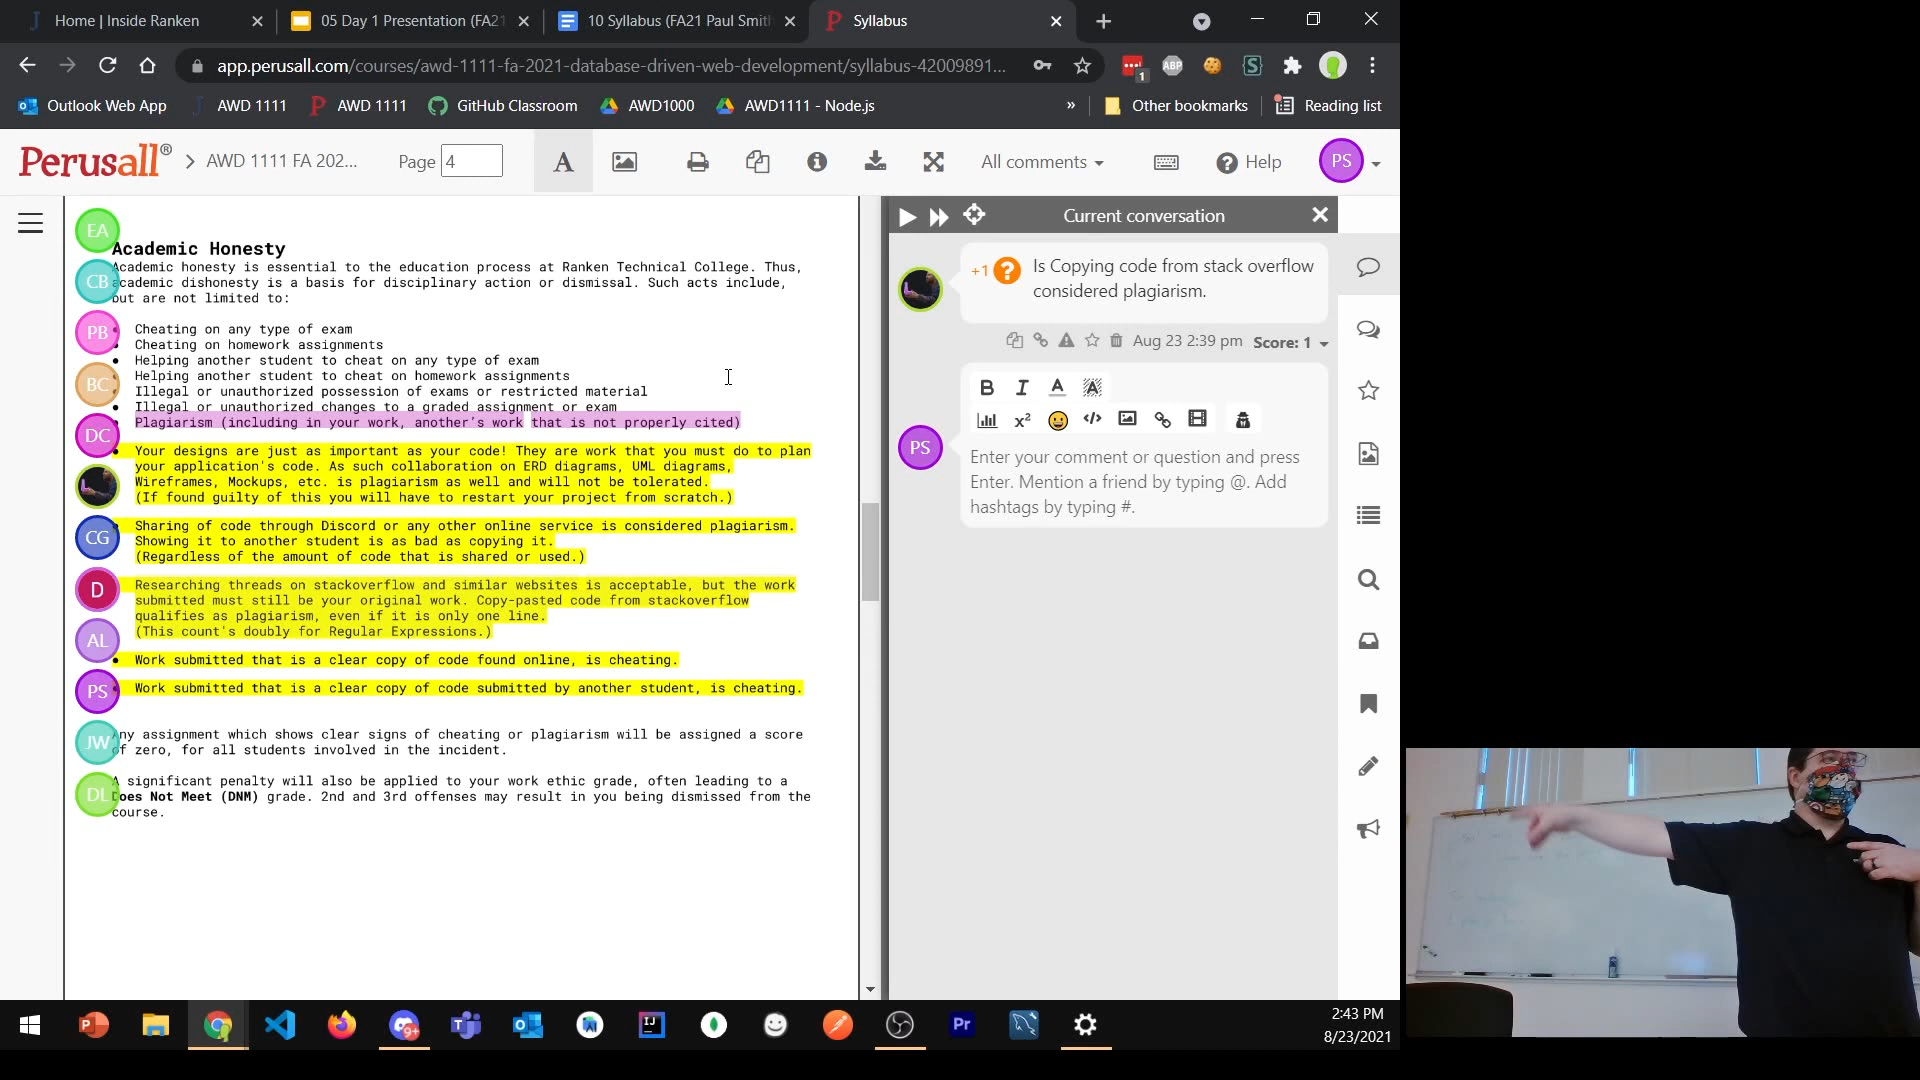 Home | Inside Ranken
05 Day 1 Presentation (FA21
10 Syllabus (FA21 Paul Smith
Syllabus
app.perusall.com/courses/awd-1111-fa-2021-database-driven-web-development/syllabus-42009891...
1
ABP
Outlook Web App
AWD 1111
AWD 1111
GitHub Classroom
AWD1000
AWD1111 - Node.js
»
Other bookmarks
Reading list
Perusall®
AWD 1111 FA 202...
Page 4
A
All comments
Help
PS
EA
CB
PB
BC
DC
CG
D
AL
PS
JW
DL
Academic Honesty
Academic honesty is essential to the education process at Ranken Technical College. Thus,
academic dishonesty is a basis for disciplinary action or dismissal. Such acts include,
but are not limited to:
• Cheating on any type of exam
• Cheating on homework assignments
• Helping another student to cheat on any type of exam
• Helping another student to cheat on homework assignments
• Illegal or unauthorized possession of exams or restricted material
• Illegal or unauthorized changes to a graded assignment or exam
• Plagiarism (including in your work, another's work that is not properly cited)
• Your designs are just as important as your code! They are work that you must do to plan
your application's code. As such collaboration on ERD diagrams, UML diagrams,
Wireframes, Mockups, etc. is plagiarism as well and will not be tolerated.
(If found guilty of this you will have to restart your project from scratch.)
• Sharing of code through Discord or any other online service is considered plagiarism.
Showing it to another student is as bad as copying it.
(Regardless of the amount of code that is shared or used.)
Researching threads on stackoverflow and similar websites is acceptable, but the work
submitted must still be your original work. Copy-pasted code from stackoverflow
qualifies as plagiarism, even if it is only one line.
(This count's doubly for Regular Expressions.)
• Work submitted that is a clear copy of code found online, is cheating.
• Work submitted that is a clear copy of code submitted by another student, is cheating.
Any assignment which shows clear signs of cheating or plagiarism will be assigned a score
of zero, for all students involved in the incident.
A significant penalty will also be applied to your work ethic grade, often leading to a
Does Not Meet (DNM) grade. 2nd and 3rd offenses may result in you being dismissed from the
course.
Current conversation
+1
Is Copying code from stack overflow
considered plagiarism.
Aug 23 2:39 pm Score: 1
PS
B I A A
x²
Enter your comment or question and press
Enter. Mention a friend by typing @. Add
hashtags by typing #.
9+
Pr
2:43 PM
8/23/2021